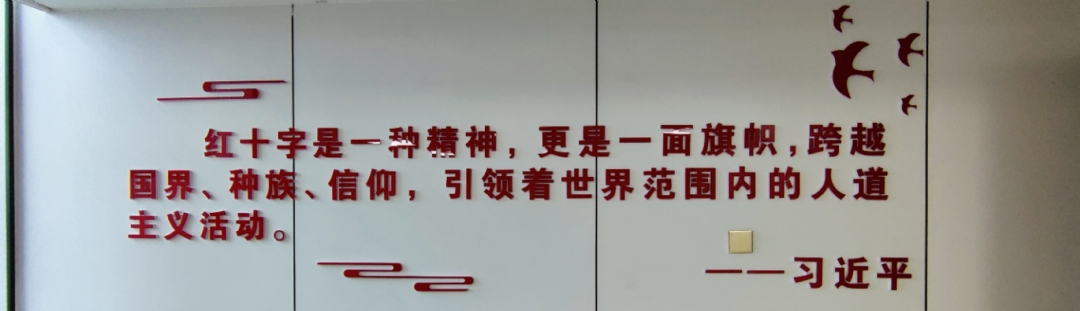 红十字是一种精神，更是一面旗帜，跨越
国界、种族、信仰，引领着世界范围内的人道
主义活动。
——习近平